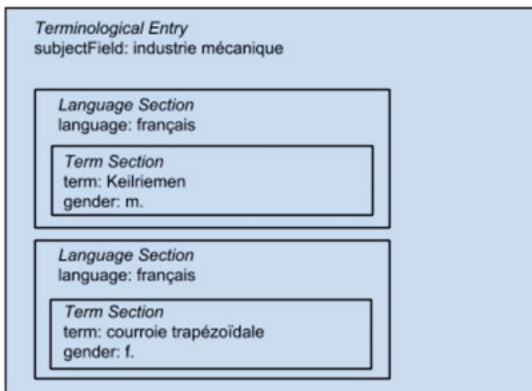 Terminological Entry
subjectField: industrie mécanique
Language Section
language: français
Term Section
term: Keilriemen
gender: m.
Language Section
language: français
Term Section
term: courroie trapézoïdale
gender: f.